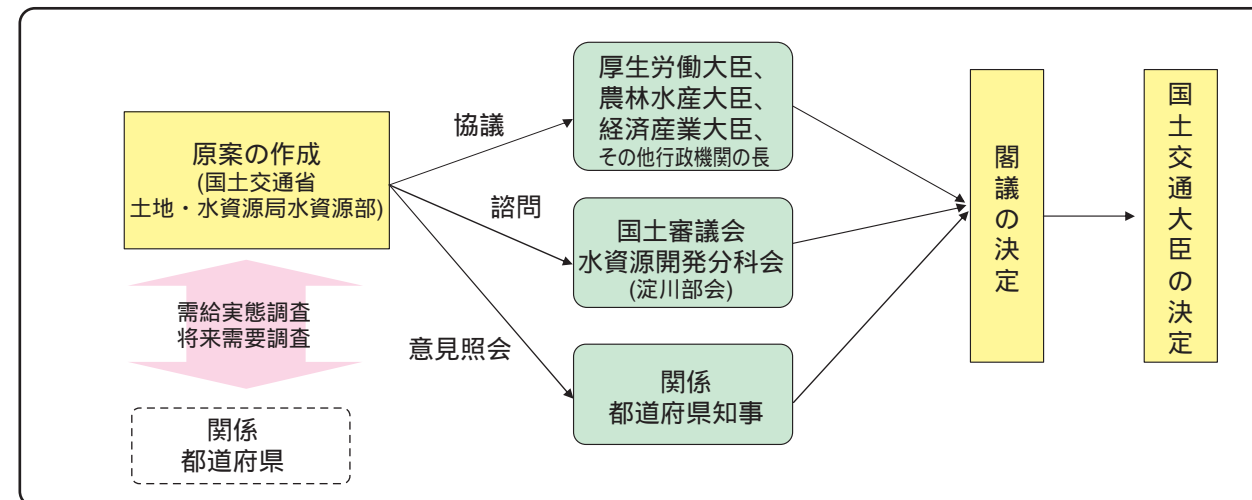 原案の作成
(国土交通省
土地・水資源局水資源部)
需給実態調査
将来需要調査
関係
都道府県
協議
諮問
意見照会
厚生労働大臣、
農林水産大臣、
経済産業大臣、
その他行政機関の長
国土審議会
水資源開発分科会
(淀川部会)
関係
都道府県知事
閣議の決定
国土交通大臣の決定